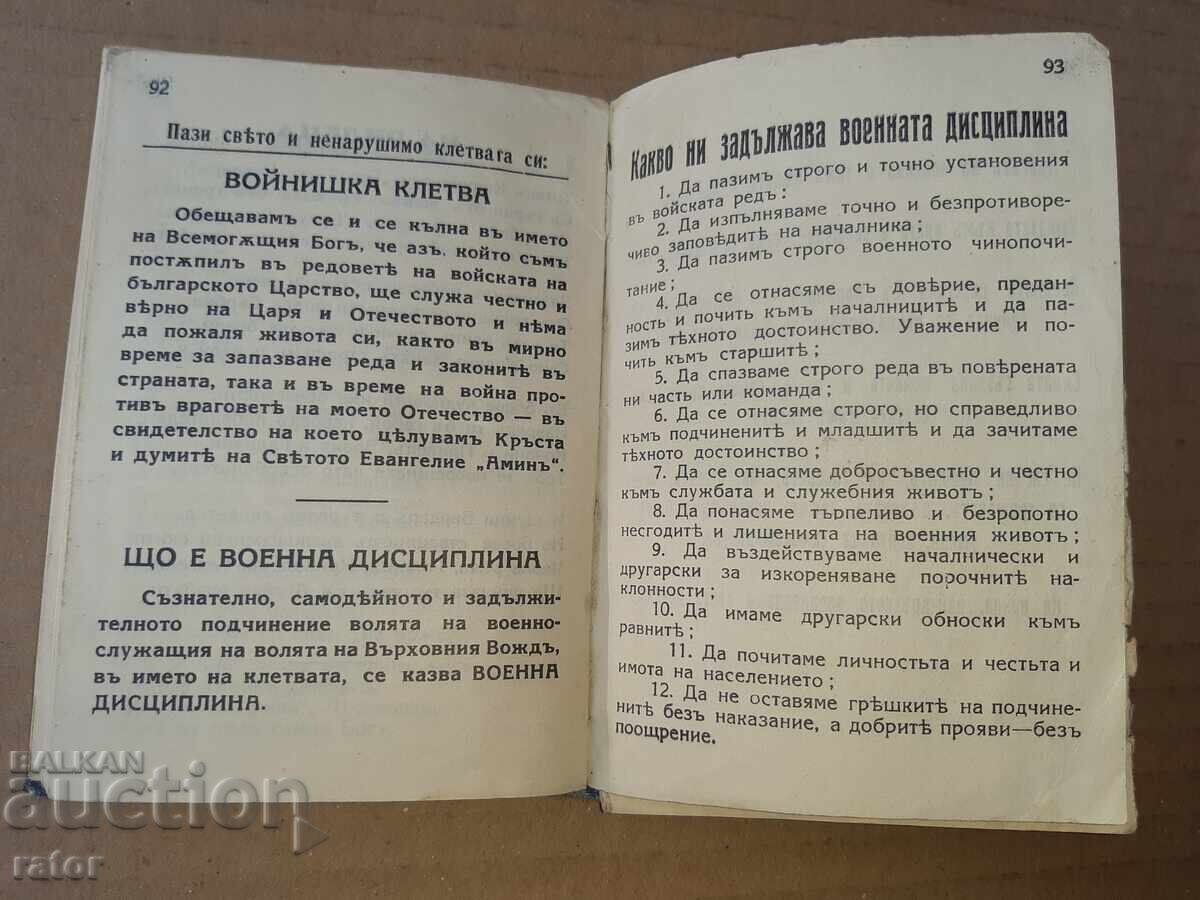 92
Пази свѣто и ненарушимо клетвата си:
ВОЙНИШКА КЛЕТВА
Обещавамъ се и се кълна въ името
на Всемогѫщия Богъ, че азъ, който съмъ
постѫпилъ въ редоветѣ на войската на
българското Царство, ще служа честно и
вѣрно на Царя и Отечеството и нѣма
да пожаля живота си, както въ мирно
време за запазване реда и законитѣ въ
страната, така и въ време на война про
тивъ враговетѣ на моето Отечество — въ
свидетелство на което цѣлувамъ Кръста
и думитѣ на Свѣтото Евангелие „Аминъ“.
ЩО Е ВОЕННА ДИСЦИПЛИНА
Съзнателно, самодѣйното и задължи-
телното подчинение волята на военно-
служащия на волята на Върховния Вождъ,
въ името на клетвата, се казва ВОЕННА
ДИСЦИПЛИНА.
93
Какво ни задължава военната дисциплина
1. Да пазимъ строго и точно установения
въ войската редъ:
2. Да изпълняваме точно и безпротиворе-
чиво заповѣдитѣ на началника;
3. Да пазимъ строго военното чинопочи-
тание;
4. Да се отнасяме съ довѣрие, предан-
ность и почить къмъ началницитѣ и да па-
зимъ тѣхното достоинство. Уважение и по-
чить къмъ старшитѣ;
5. Да спазваме строго реда въ повѣрената
ни часть или команда;
6. Да се отнасяме строго, но справедливо
къмъ подчиненитѣ и младшитѣ и да зачитаме
тѣхното достоинство;
7. Да се отнасяме добросъвестно и честно
къмъ службата и служебния животъ;
8. Да понасяме търпеливо и безропотно
несгодитѣ и лишенията на военния животъ;
9. Да въздействуваме началнически и
другарски за изкореняване порочнитѣ на-
клонности;
10. Да имаме другарски обноски къмъ
равнитѣ;
11. Да почитаме личностьта и честьта и
имота на населението;
12. Да не оставяме грѣшкитѣ на подчине-
нитѣ безъ наказание, а добритѣ прояви—безъ
поощрение.
BALKAN
auction
rator